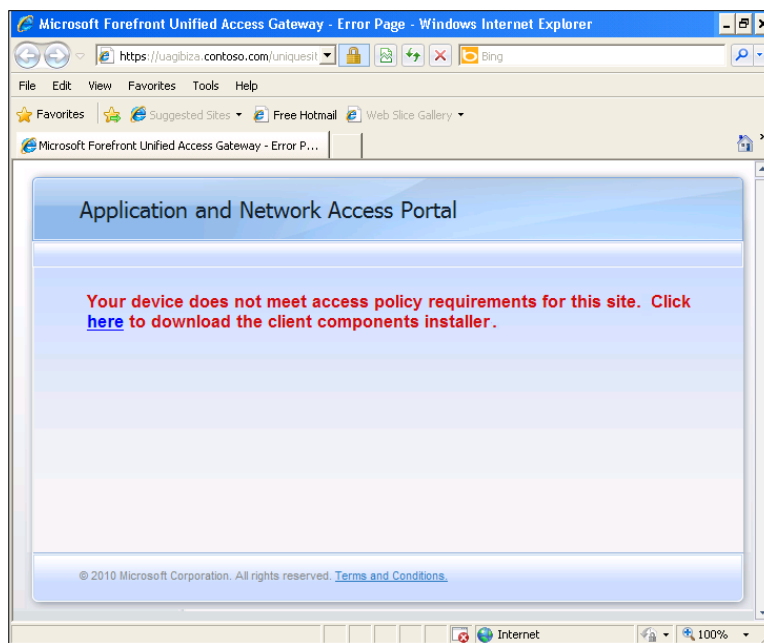 Microsoft Forefront Unified Access Gateway - Error Page - Windows Internet Explorer
https://uagibiza.contoso.com/uniquesit
Bing
File Edit View Favorites Tools Help
Favorites Suggested Sites Free Hotmail Web Slice Gallery
Microsoft Forefront Unified Access Gateway - Error P...
Application and Network Access Portal
Your device does not meet access policy requirements for this site. Click
here to download the client components installer.
© 2010 Microsoft Corporation. All rights reserved. Terms and Conditions.
Internet 100%